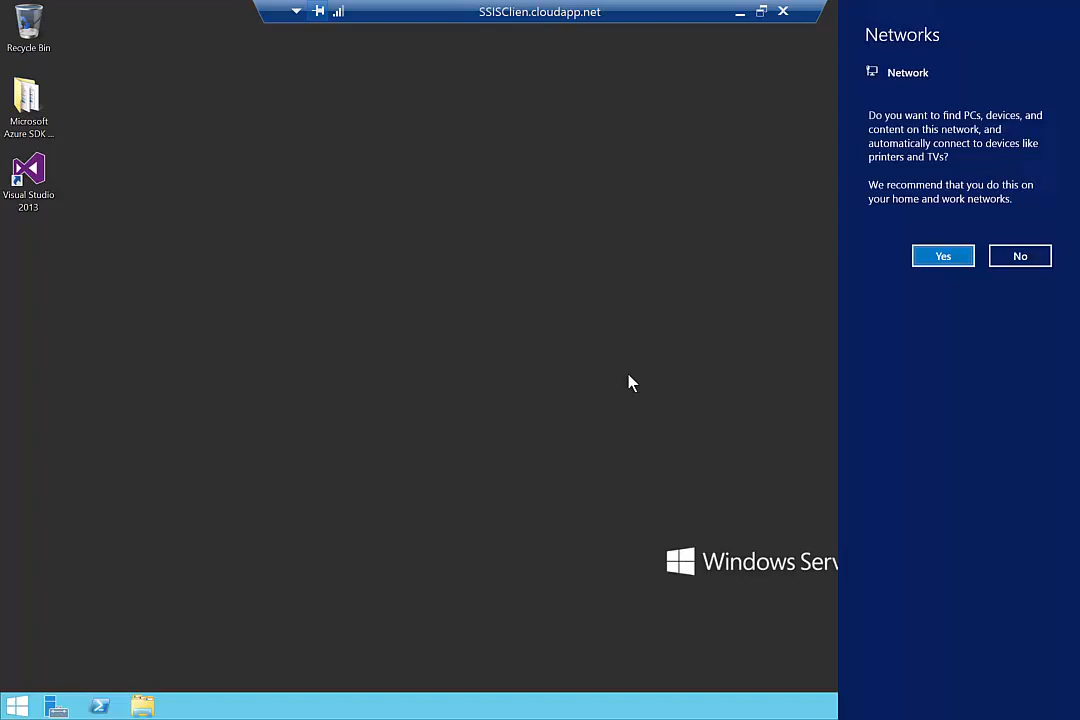 SSISClien.cloudapp.net
Recycle Bin
Microsoft
Azure SDK ...
Visual Studio
2013
Networks
Network
Do you want to find PCs, devices, and
content on this network, and
automatically connect to devices like
printers and TVs?
We recommend that you do this on
your home and work networks.
Yes
No
Windows Serv